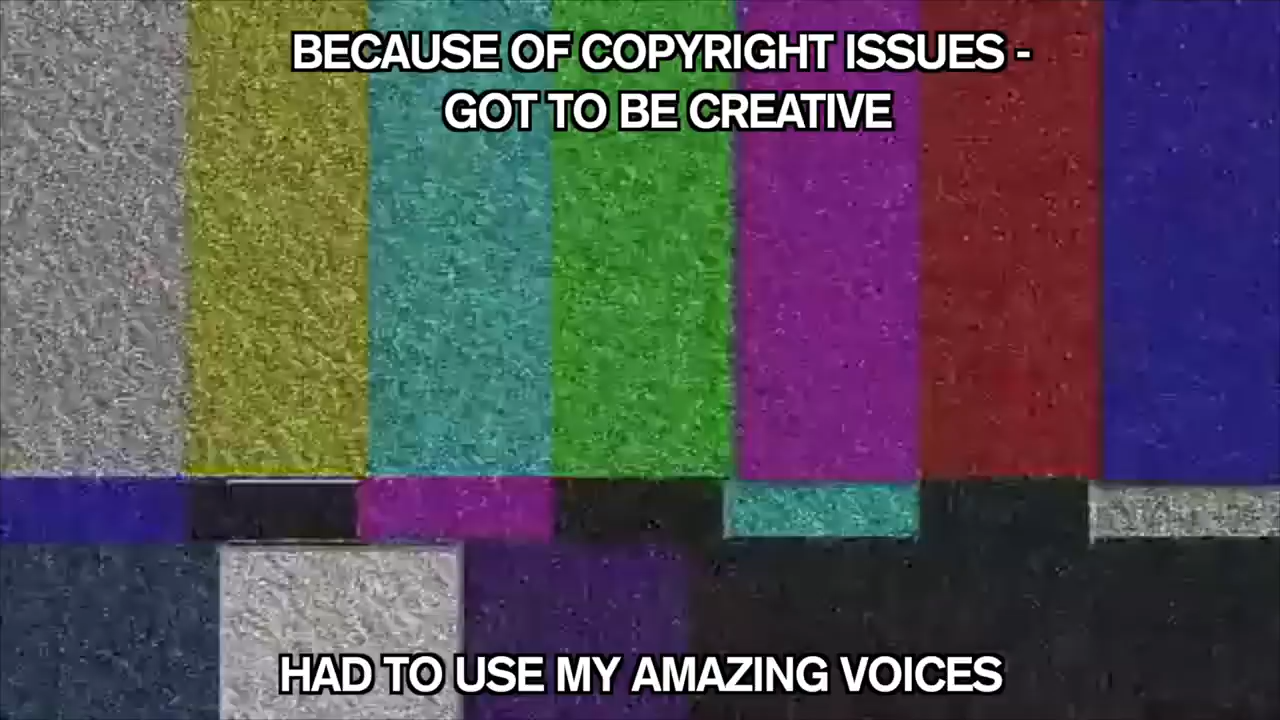 BECAUSE OF COPYRIGHT ISSUES -
GOT TO BE CREATIVE
HAD TO USE MY AMAZING VOICES